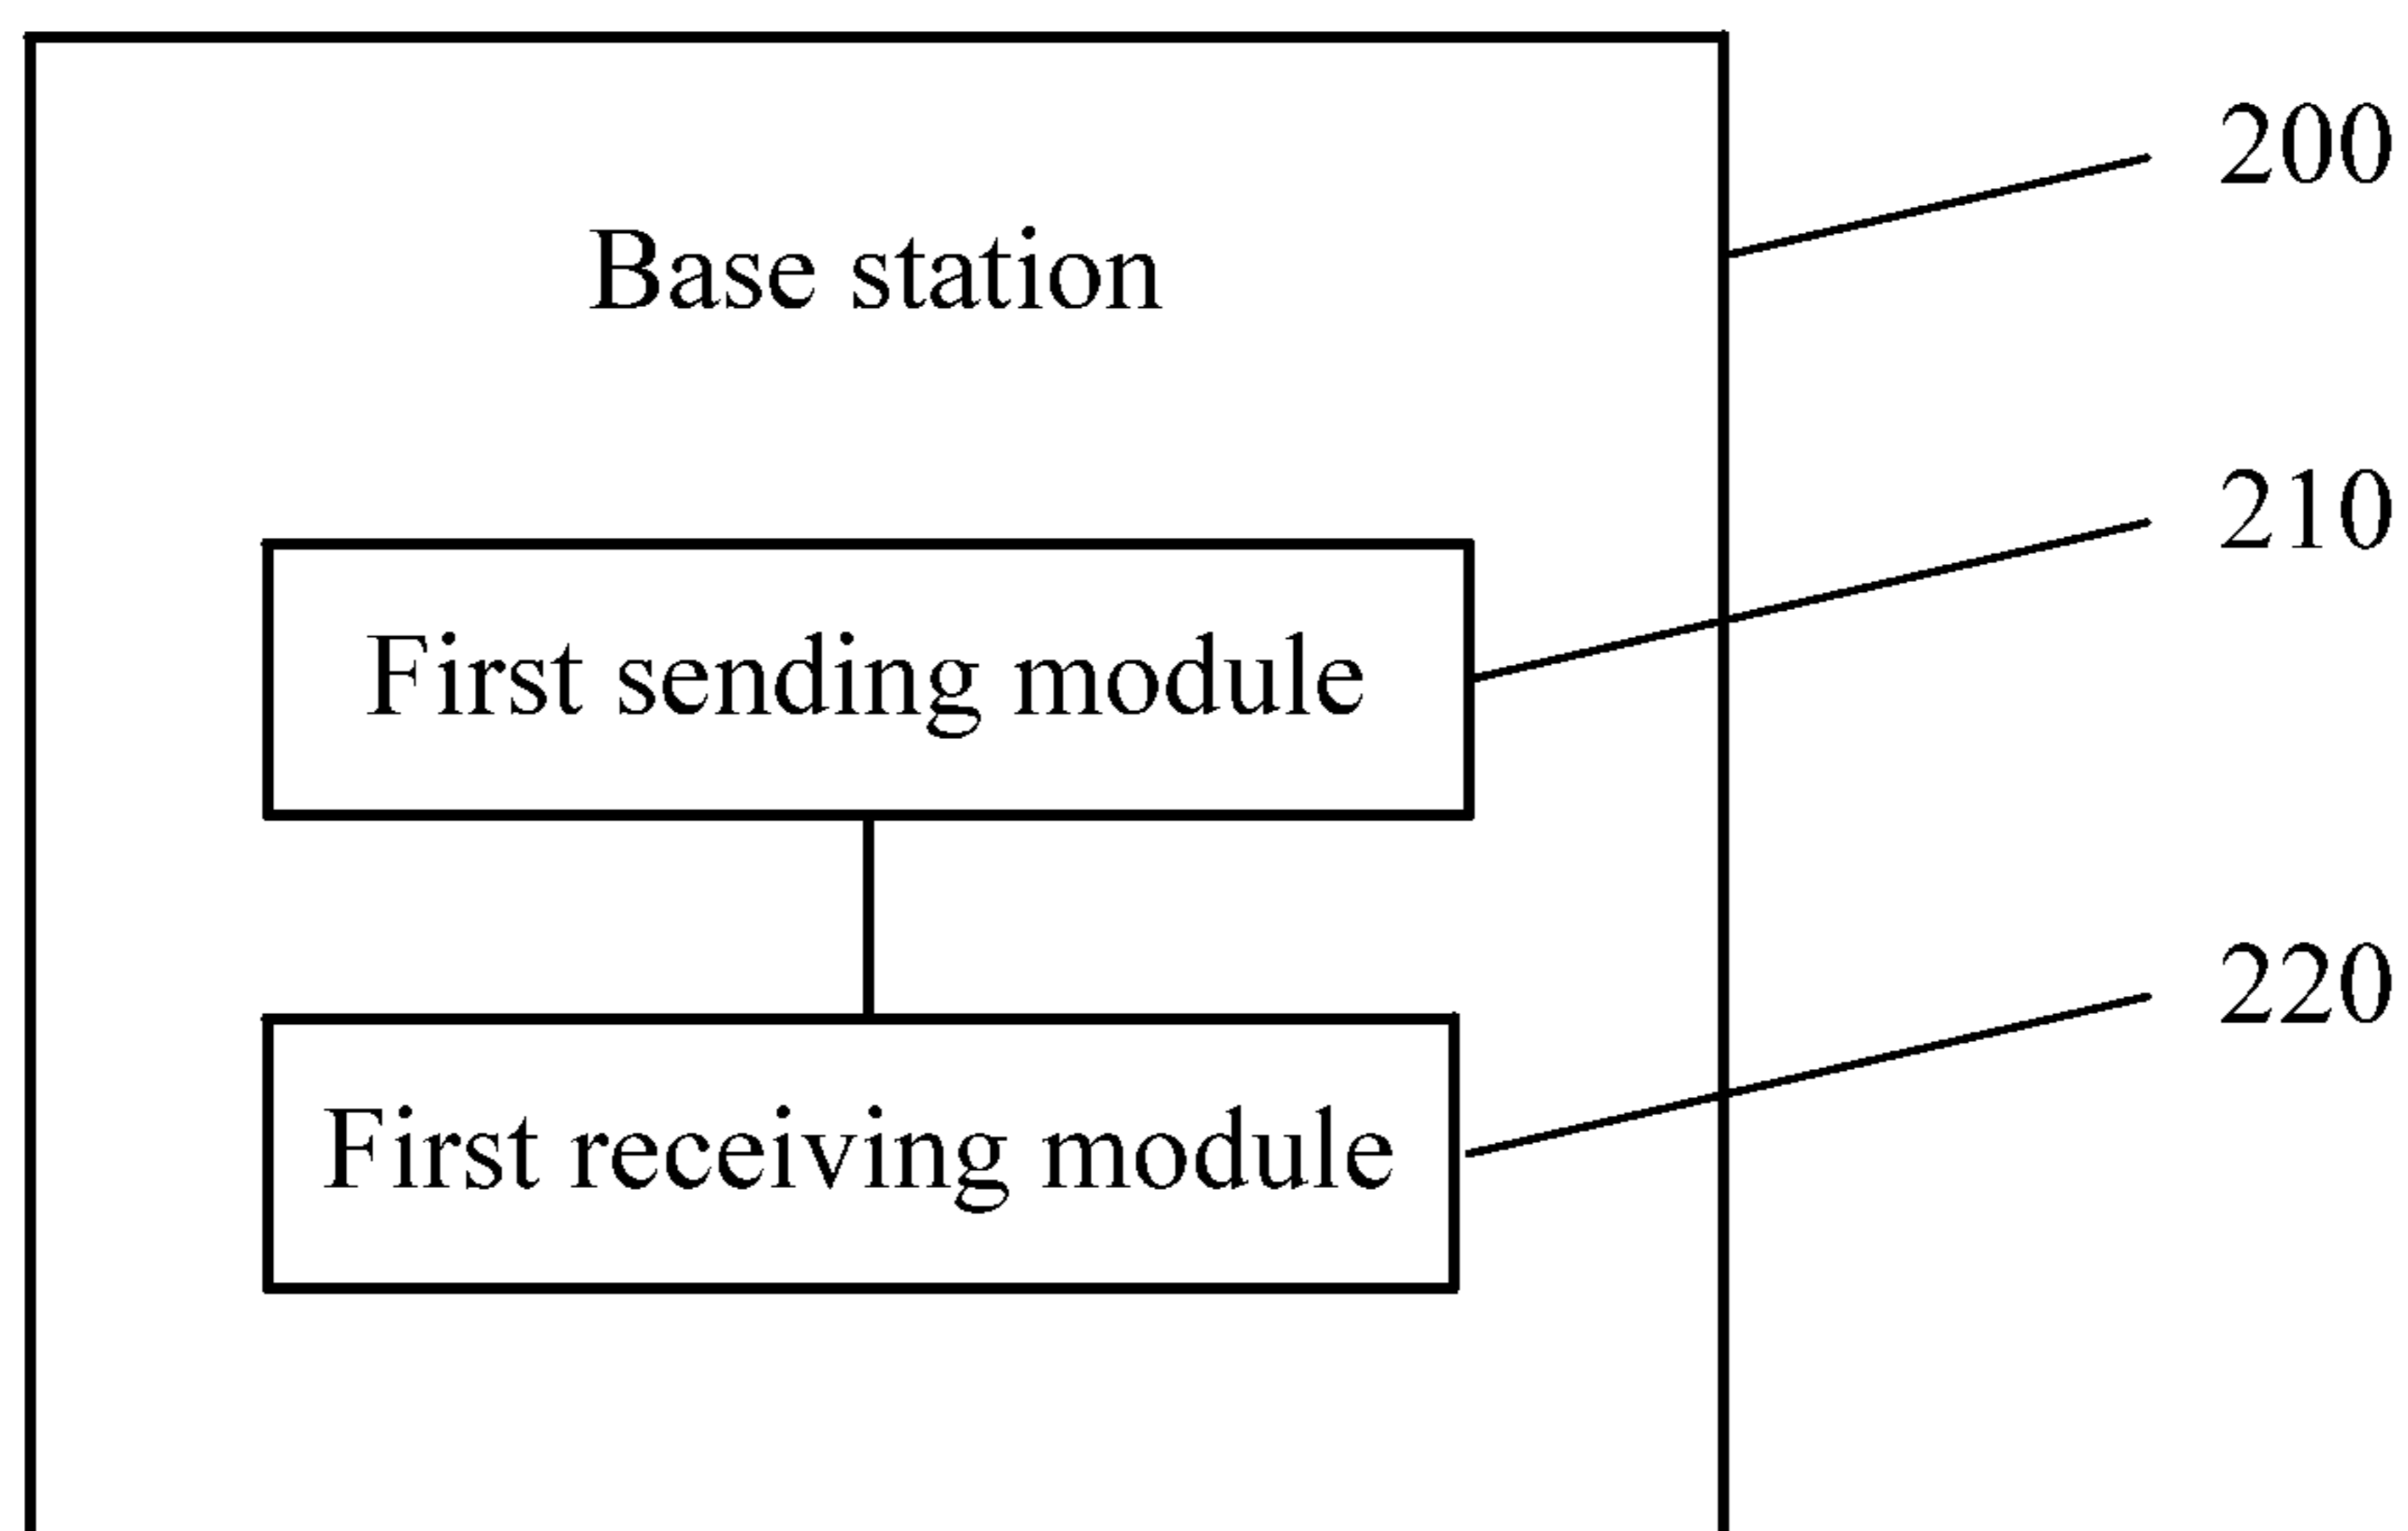 200
Base station
210
First sending module
220
First receiving module